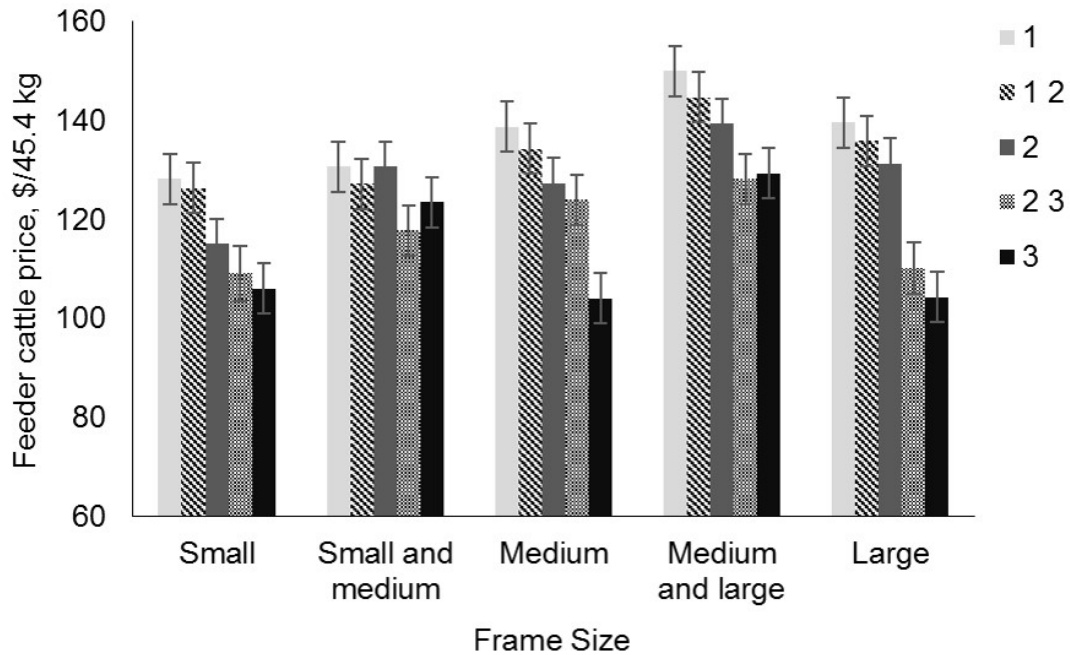 Feeder cattle price, $/45.4 kg
160
140
120
100
80
60
Small
Small and
medium
Medium
Medium
and large
Large
Frame Size
1
1 2
2
2 3
3